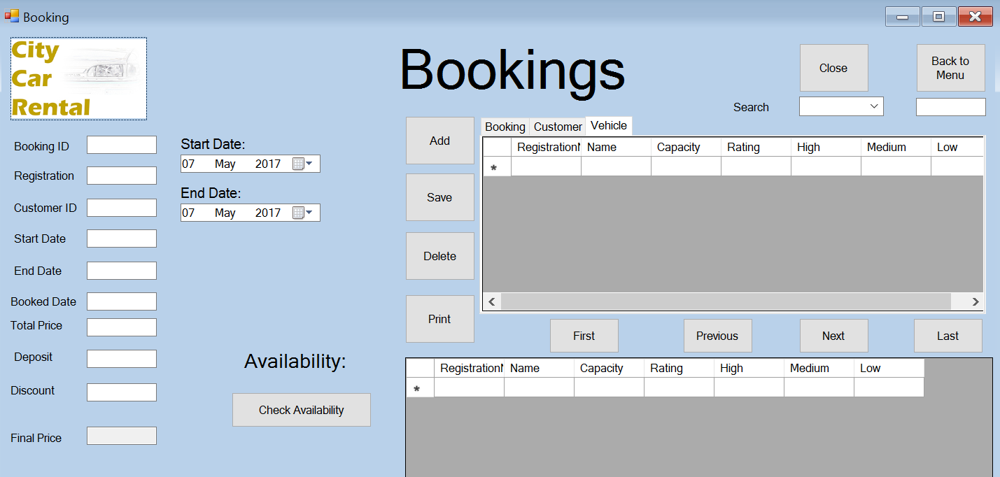 Booking
City
Car
Rental
Bookings
Close
Back to
Menu
Search
Booking ID
Registration
Customer ID
Start Date
End Date
Booked Date
Total Price
Deposit
Discount
Final Price
Start Date:
07 May 2017
End Date:
07 May 2017
Availability:
Check Availability
Add
Save
Delete
Print
Booking Customer Vehicle
Name Capacity Rating High Medium Low
*
First Previous Next Last
Name Capacity Rating High Medium Low
*